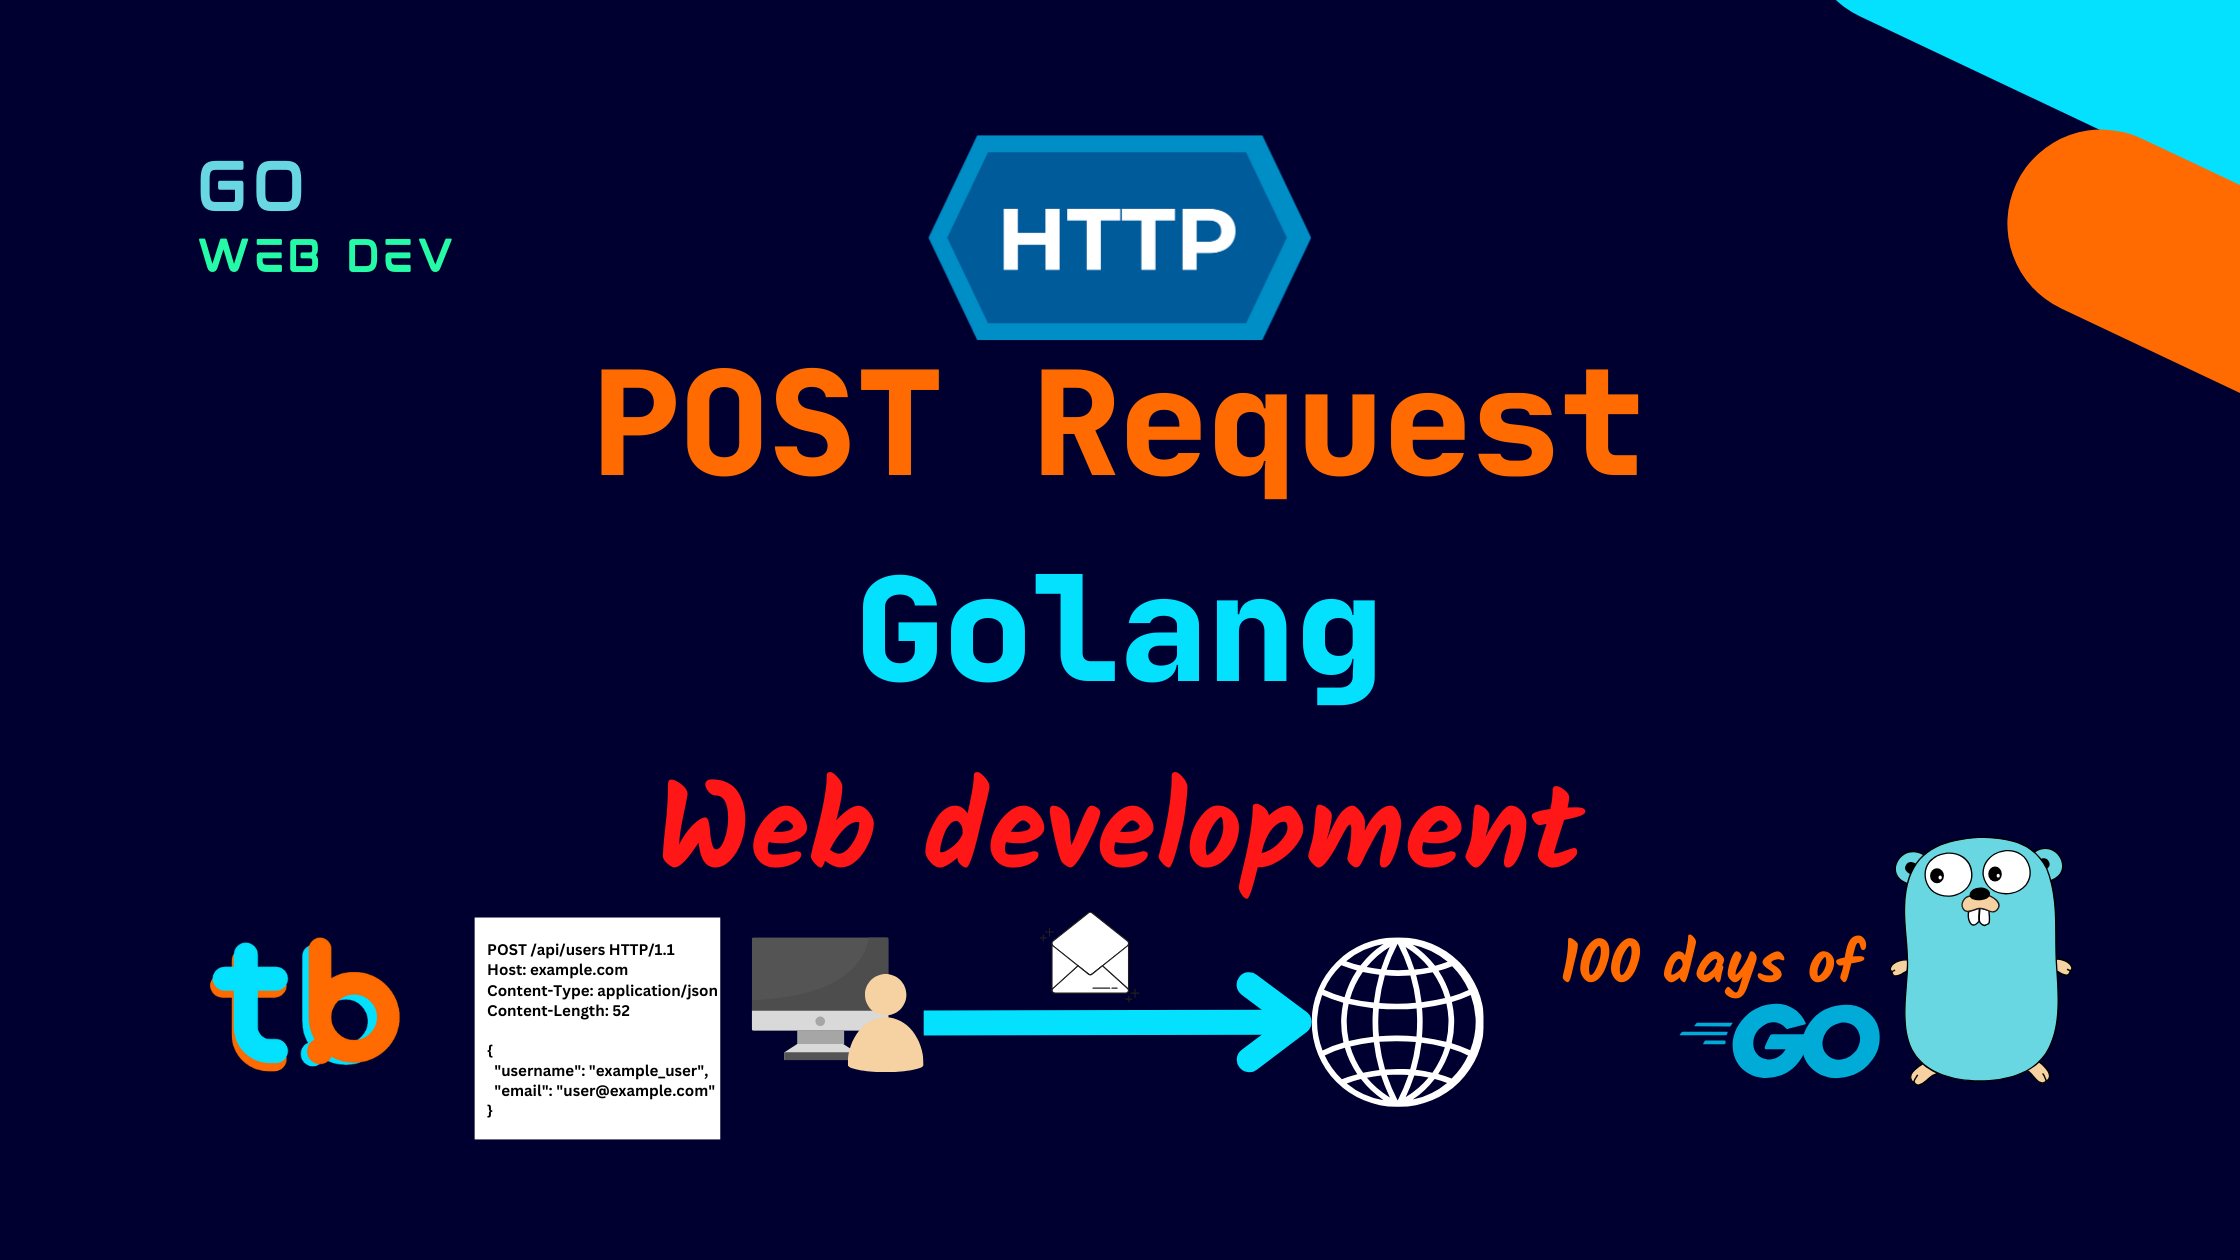 GO
WEB DEV
HTTP
POST Request
Golang
Web development
tb
POST /api/users HTTP/1.1
Host: example.com
Content-Type: application/json
Content-Length: 52
{
"username": "example_user",
"email": "user@example.com"
}
100 days of
GO